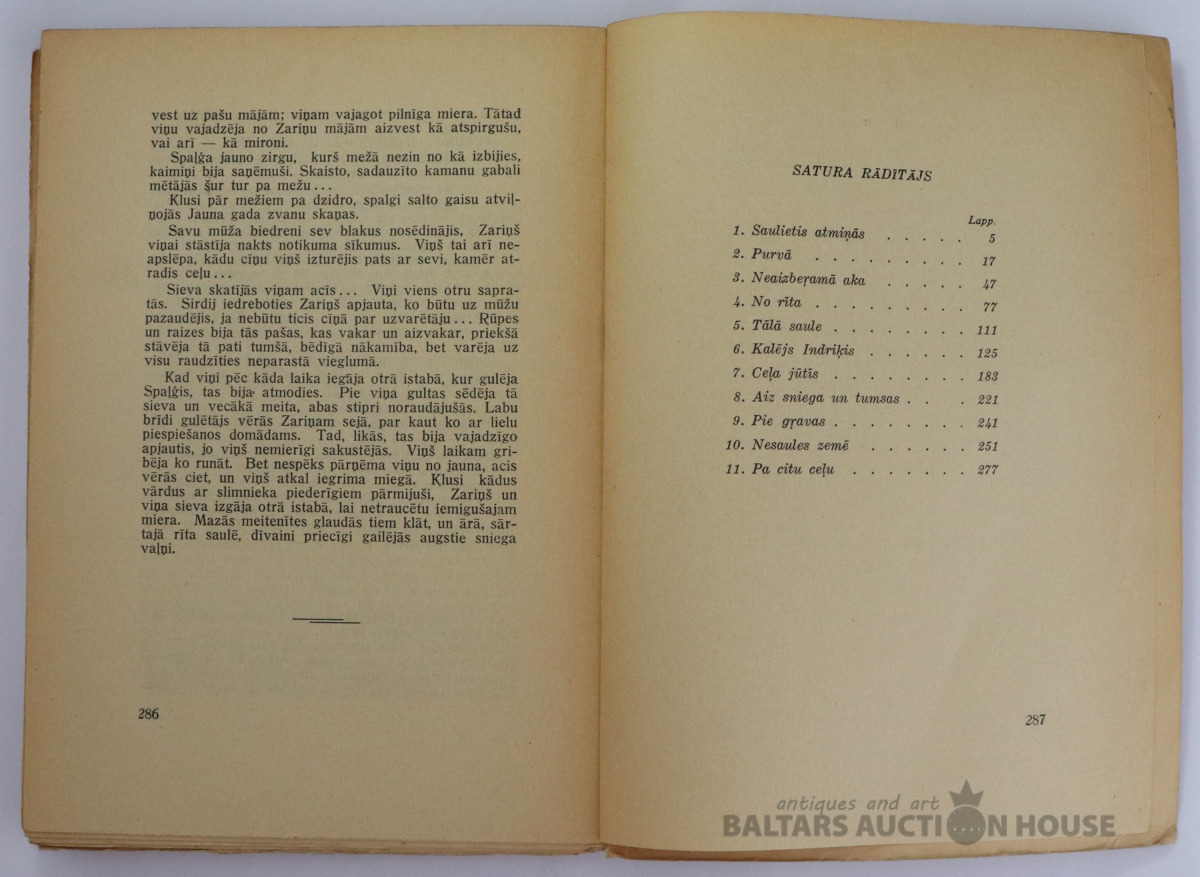 vest uz pašu mājām; viņam vajagot pilnīga miera. Tātad
viņu vajadzēja no Zariņu mājām aizvest kā atspirgušu,
vai arī — kā mironi.
Spaļģa jauno zirgu, kurš mežā nezin no kā izbijies,
kaimiņi bija saņēmuši. Skaisto, sadauzīto kamanu gabali
mētājās šur tur pa mežu...
Klusi pār mežiem pa dzidro, spalgi salto gaisu atviļ-
ņojās Jauna gada zvanu skaņas.
Savu mūža biedreni sev blakus nosēdinājis, Zariņš
viņai stāstīja nakts notikuma sīkumus. Viņš tai arī ne-
apslēpa, kādu cīņu viņš izturējis pats ar sevi, kamēr at-
radis ceļu...
Sieva skatījās viņam acīs... Viņi viens otru sapra-
tās. Sirdij iedreboties Zariņš apjauta, ko būtu uz mūžu
pazaudējis, ja nebūtu ticis cīņā par uzvarētāju... Rūpes
un raizes bija tās pašas, kas vakar un aizvakar, priekšā
stāvēja tā pati tumšā, bēdīgā nākamība, bet varēja uz
visu raudzīties neparastā vieglumā.
Kad viņi pēc kāda laika iegāja otrā istabā, kur gulēja
Spaļģis, tas bija atmodies. Pie viņa gultas sēdēja tā
sieva un vecākā meita, abas stipri noraudājušās. Labu
brīdi gulētājs vērās Zariņam sejā, par kaut ko ar lielu
piespiešanos domādams. Tad, likās, tas bija vajadzīgo
apjautis, jo viņš nemierīgi sakustējās. Viņš laikam gri-
bēja ko runāt. Bet nespēks pārņēma viņu no jauna, acis
vērās ciet, un viņš atkal iegrima miegā. Klusi kādus
vārdus ar slimnieka piederīgiem pārmijuši, Zariņš un
viņa sieva izgāja otrā istabā, lai netraucētu iemigušajam
miera. Mazās meitenītes glaudās tiem klāt, un ārā, sār-
tajā rīta saulē, dīvaini priecīgi gailējās augstie sniega
vaļņi.
286
SATURA RĀDĪTĀJS
Lapp.
1. Saulietis atmiņās . . . . . 5
2. Purvā . . . . . . . . . 17
3. Neaizbeŗamā aka . . . . . 47
4. No rīta . . . . . . . . . 77
5. Tālā saule . . . . . . . . 111
6. Kalējs Indriķis . . . . . . 125
7. Ceļa jūtīs . . . . . . . . 183
8. Aiz sniega un tumsas . . . . 221
9. Pie gŗavas . . . . . . . . 241
10. Nesaules zemē . . . . . . 251
11. Pa citu ceļu . . . . . . . 277
287
antiques and art
BALTARS AUCTION HOUSE